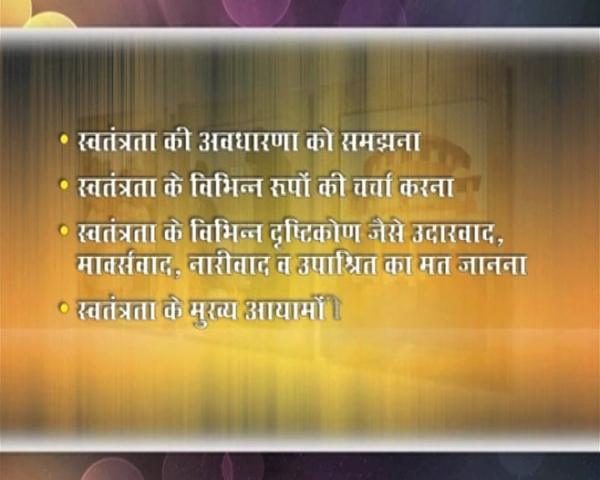 • स्वतंत्रता की अवधारणा को समझना
• स्वतंत्रता के विभिन्न रूपों की चर्चा करना
• स्वतंत्रता के विभिन्न दृष्टिकोण जैसे उदारवाद,
मार्क्सवाद, नारीवाद व उपाश्रित का मत जानना
• स्वतंत्रता के मुख्य आयामों